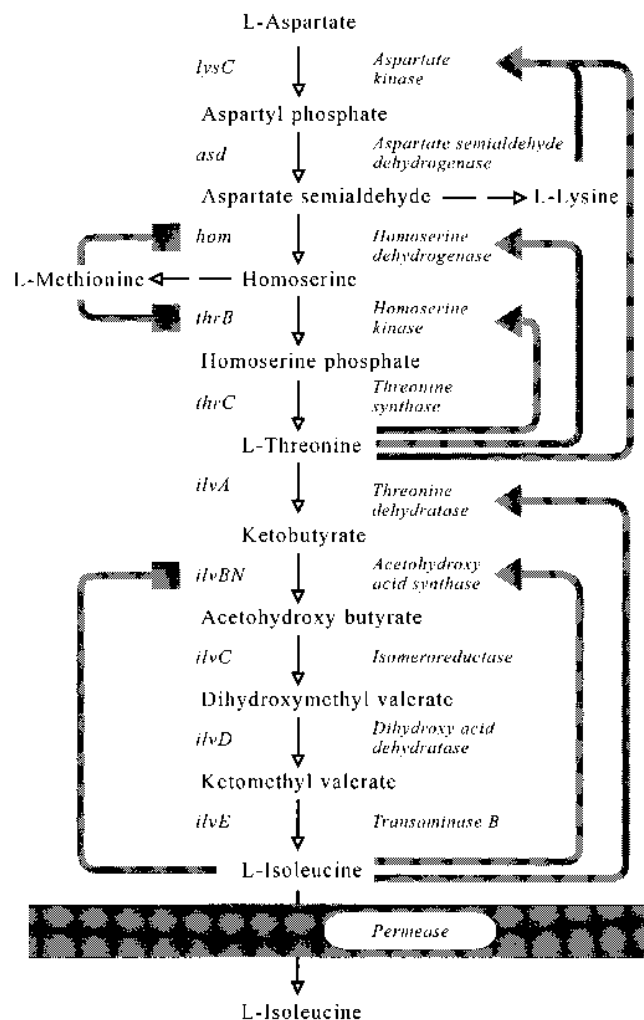 L-Aspartate
lysC
Aspartate
kinase
Aspartyl phosphate
asd
Aspartate semialdehyde
dehydrogenase
Aspartate semialdehyde
L-Lysine
hom
Homoserine
dehydrogenase
L-Methionine
Homoserine
thrB
Homoserine
kinase
Homoserine phosphate
thrC
Threonine
synthase
L-Threonine
ilvA
Threonine
dehydratase
Ketobutyrate
ilvBN
Acetohydroxy
acid synthase
Acetohydroxy butyrate
ilvC
Isomeroreductase
Dihydroxymethyl valerate
ilvD
Dihydroxy acid
dehydratase
Ketomethyl valerate
ilvE
Transaminase B
L-Isoleucine
Permease
L-Isoleucine